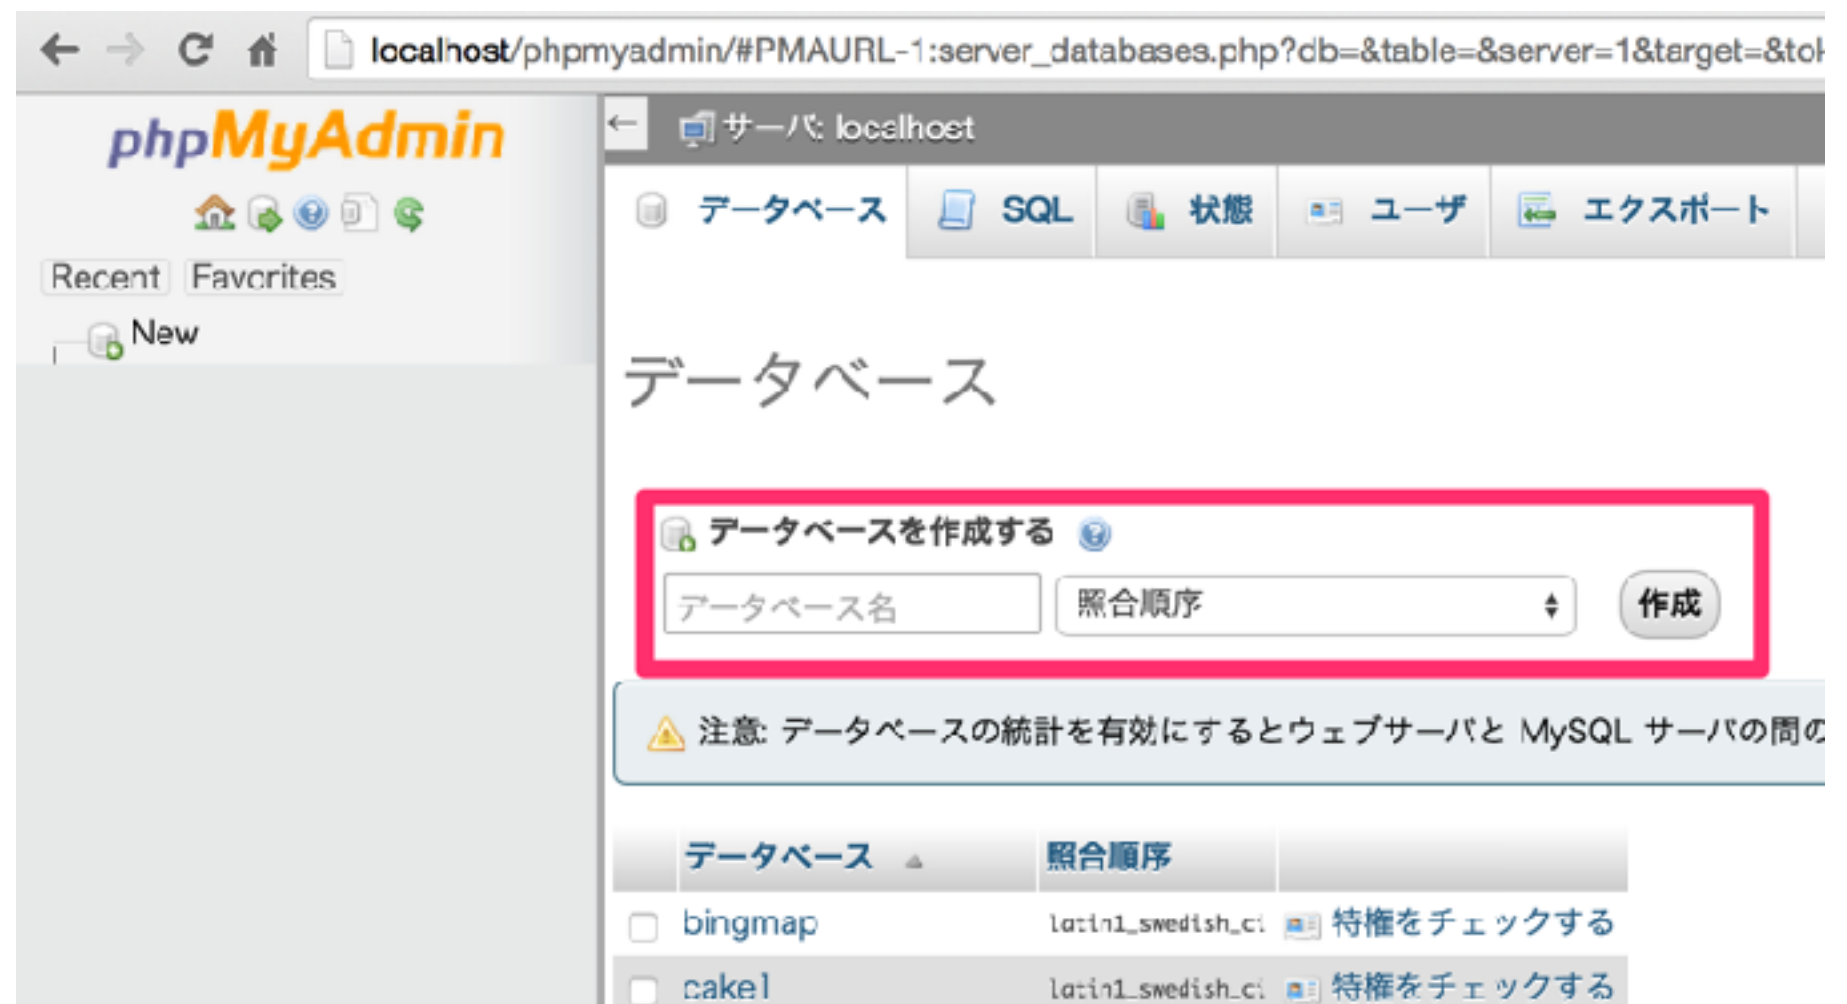 localhost/phpmyadmin/#PMAURL-1:server_databases.php?db=&table=&server=1&target=&tok
phpMyAdmin
Recent Favorites
New
サーバ: localhost
データベース SQL 状態 ユーザ エクスポート
データベース
データベースを作成する
データベース名 照合順序 作成
注意: データベースの統計を有効にするとウェブサーバと MySQL サーバの間の
データベース 照合順序
bingmap latin1_swedish_ci 特権をチェックする
cake1 latin1_swedish_ci 特権をチェックする